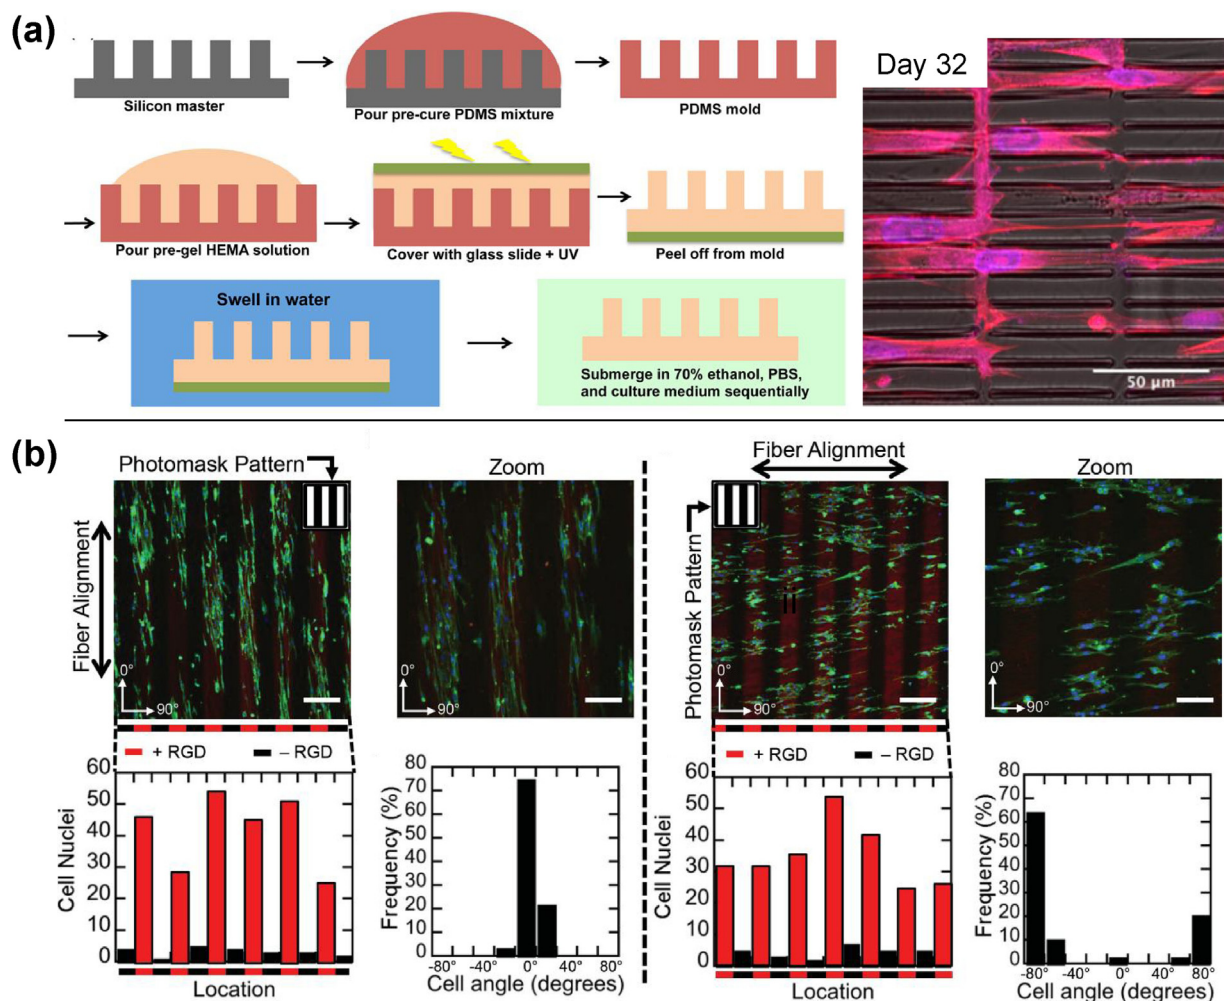 (a)
Silicon master
Pour pre-cure PDMS mixture
PDMS mold
Day 32
Pour pre-gel HEMA solution
Cover with glass slide + UV
Peel off from mold
Swell in water
Submerge in 70% ethanol, PBS,
and culture medium sequentially
50 µm
(b)
Photomask Pattern
Fiber Alignment
0°
90°
Zoom
+ RGD
– RGD
Cell Nuclei
60
50
40
30
20
10
0
Location
Frequency (%)
80
70
60
50
40
30
20
10
0
-80°
-40°
0°
40°
80°
Cell angle (degrees)
Fiber Alignment
Photomask Pattern
0°
90°
Zoom
+ RGD
– RGD
Cell Nuclei
60
50
40
30
20
10
0
Location
Frequency (%)
80
70
60
50
40
30
20
10
0
-80°
-40°
0°
40°
80°
Cell angle (degrees)